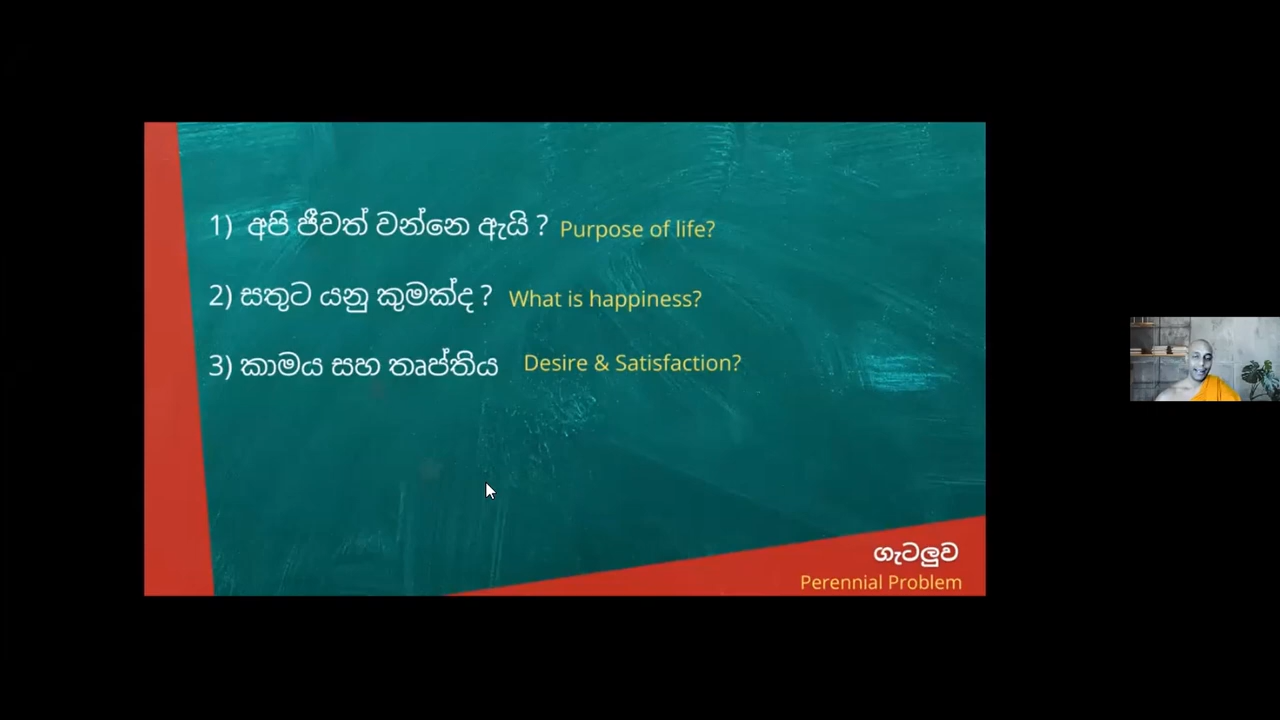 1) අපි ජීවත් වන්නෙ ඇයි ? Purpose of life?
2) සතුට යනු කුමක්ද ? What is happiness?
3) කාමය සහ තෘප්තිය Desire & Satisfaction?
ගැටලුව
Perennial Problem